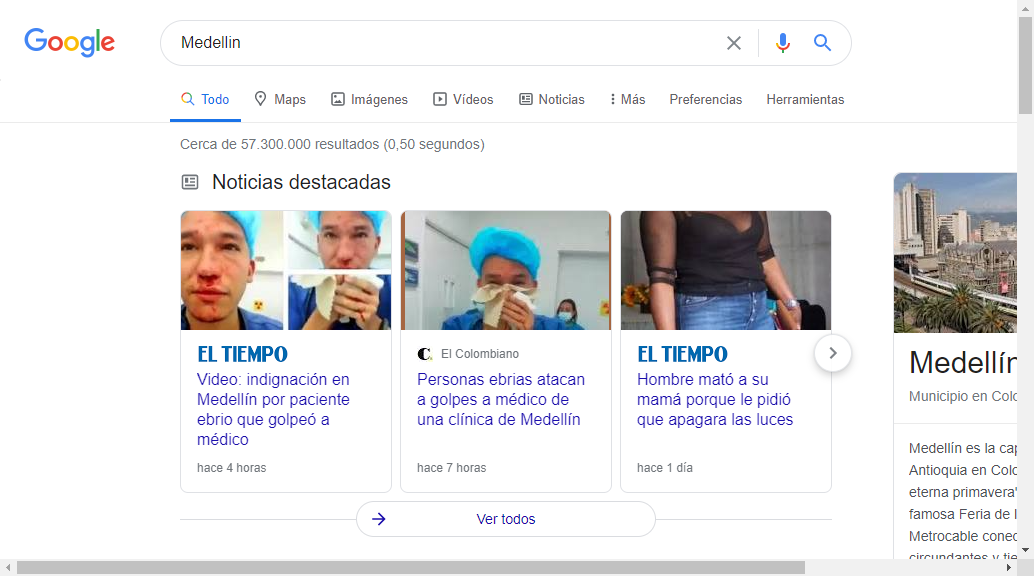 Google
Medellin
Todo
Maps
Imágenes
Vídeos
Noticias
Más
Preferencias
Herramientas
Cerca de 57.300.000 resultados (0,50 segundos)
Noticias destacadas
EL TIEMPO
Video: indignación en
Medellín por paciente
ebrio que golpeó a
médico
hace 4 horas
El Colombiano
Personas ebrias atacan
a golpes a médico de
una clínica de Medellín
hace 7 horas
EL TIEMPO
Hombre mató a su
mamá porque le pidió
que apagara las luces
hace 1 día
Ver todos
Medellín
Municipio en Colo
Medellín es la cap
Antioquia en Colo
eterna primavera"
famosa Feria de l
Metrocable conec
circundantes y tie